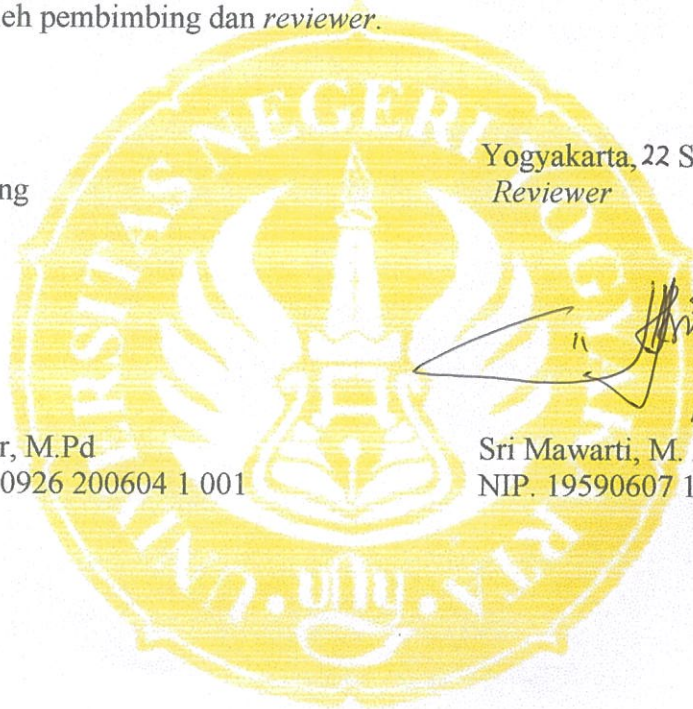 eh pembimbing dan reviewer.
Yogyakarta, 22 S
ng Reviewer
r, M.Pd Sri Mawarti, M.
0926 200604 1 001 NIP. 19590607 1
UNIVERSITAS NEGERI YOGYAKARTA
uny